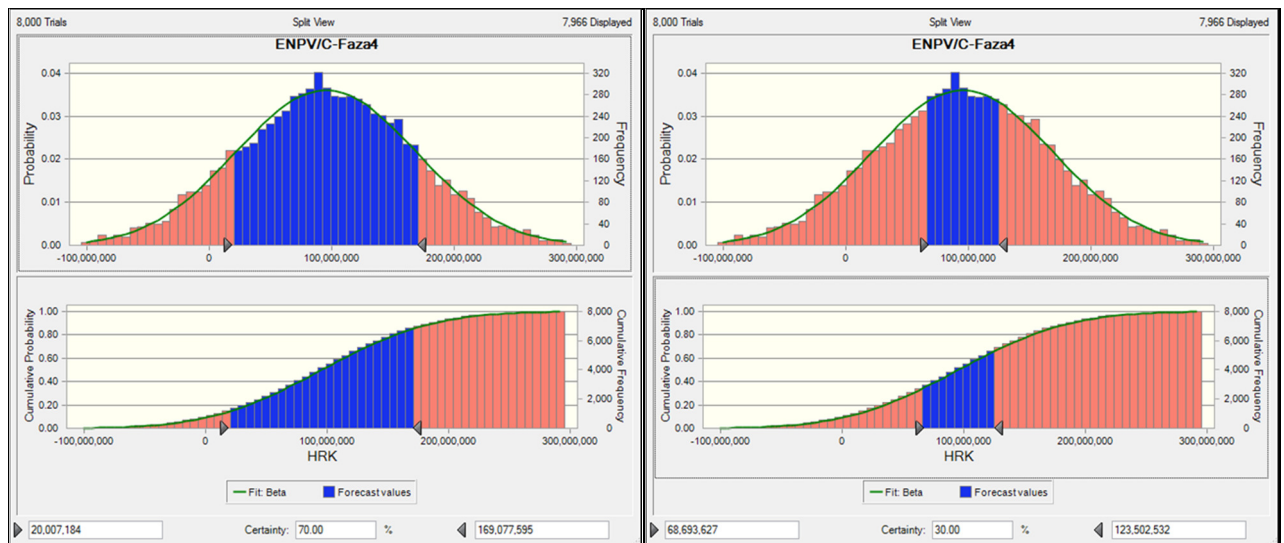 8,000 Trials Split View 7,966 Displayed
ENPV/C-Faza4
0.04 320
280
0.03 240
200
0.02 160
120
0.01 80
40
0.00 0
Probability
Frequency
-100,000,000 0 100,000,000 200,000,000 300,000,000
1.00 8,000
0.80 6,000
0.60
0.40 4,000
0.20 2,000
0.00 0
Cumulative Probability
Cumulative Frequency
-100,000,000 0 100,000,000 200,000,000 300,000,000
HRK
Fit: Beta Forecast values
20,007,184 Certainty: 70.00 % 169,077,595
8,000 Trials Split View 7,966 Displayed
ENPV/C-Faza4
0.04 320
280
0.03 240
200
0.02 160
120
0.01 80
40
0.00 0
Probability
Frequency
-100,000,000 0 100,000,000 200,000,000 300,000,000
1.00 8,000
0.80 6,000
0.60
0.40 4,000
0.20 2,000
0.00 0
Cumulative Probability
Cumulative Frequency
-100,000,000 0 100,000,000 200,000,000 300,000,000
HRK
Fit: Beta Forecast values
68,693,627 Certainty: 30.00 % 123,502,532